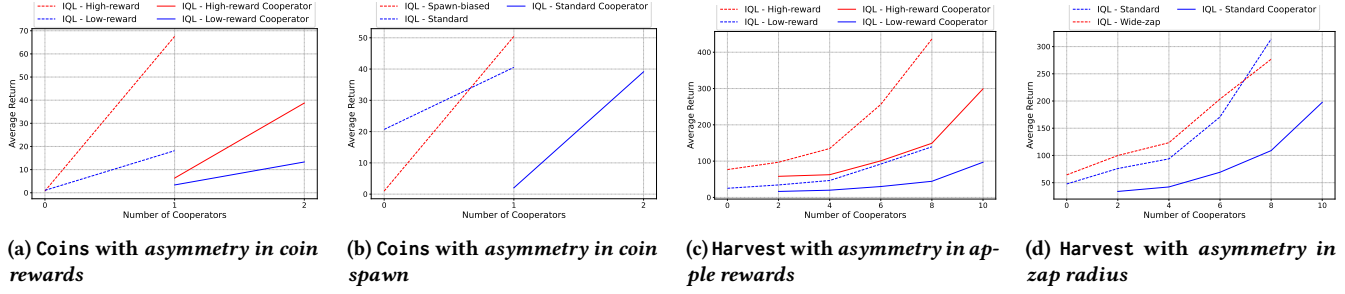 IQL - High-reward
IQL - Low-reward
IQL - High-reward Cooperator
IQL - Low-reward Cooperator
Average Return
70
60
50
40
30
20
10
0
0 1 2
Number of Cooperators
(a) Coins with asymmetry in coin
rewards
IQL - Spawn-biased
IQL - Standard
IQL - Standard Cooperator
Average Return
50
40
30
20
10
0
0 1 2
Number of Cooperators
(b) Coins with asymmetry in coin
spawn
IQL - High-reward
IQL - Low-reward
IQL - High-reward Cooperator
IQL - Low-reward Cooperator
Average Return
400
300
200
100
0
0 2 4 6 8 10
Number of Cooperators
(c) Harvest with asymmetry in ap-
ple rewards
IQL - Standard
IQL - Wide-zap
IQL - Standard Cooperator
Average Return
300
250
200
150
100
50
0 2 4 6 8 10
Number of Cooperators
(d) Harvest with asymmetry in
zap radius